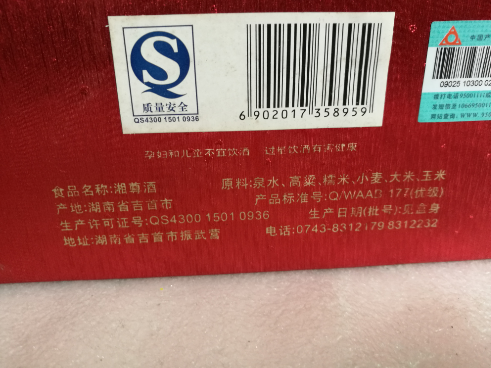 质量安全
QS4300 1501 0936
6 902017 358959
中国产
09025 10300 02
孕妇和儿童不宜饮酒 过量饮酒有害健康
食品名称:湘蔔酒 原料:泉水、高粱、糯米、小麦、大米、玉米
产地:湖南省吉首市 产品标准号:Q/WAAB 177(优级)
生产许可证号:QS4300 1501 0936 生产日期(批号):见盒身
地址:湖南省吉首市振武营 电话:0743-8312179 8312232